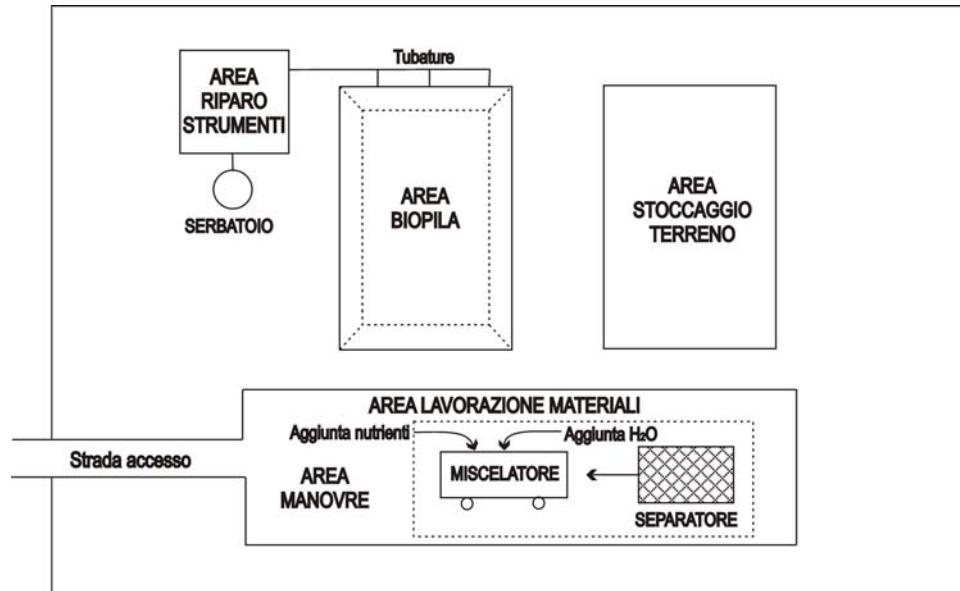 Tubature
AREA
RIPARO
STRUMENTI
SERBATOIO
AREA
BIOPILA
AREA
STOCCAGGIO
TERRENO
AREA LAVORAZIONE MATERIALI
Aggiunta nutrienti
Aggiunta H₂O
Strada accesso
AREA
MANOVRE
MISCELATORE
SEPARATORE